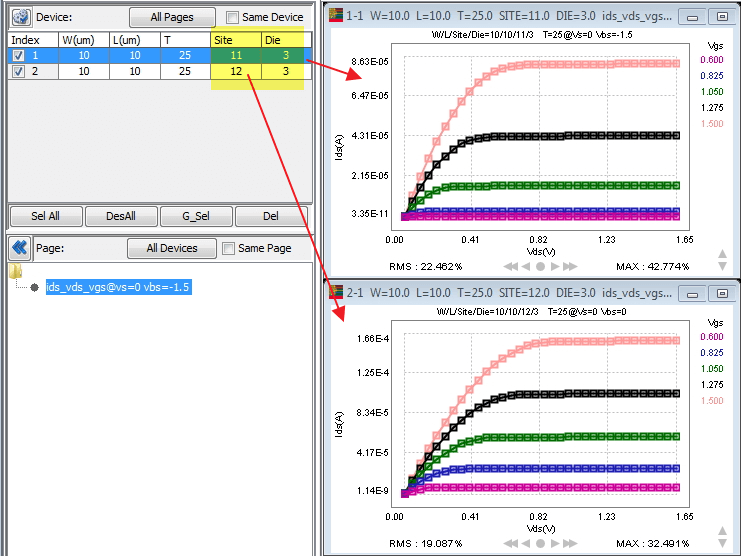 Device: All Pages Same Device
Index W(um) L(um) T Site Die
1 10 10 25 11 3
2 10 10 25 12 3
Sel All DesAll G_Sel Del
Page: All Devices Same Page
ids_vds_vgs@vs=0 vbs=-1.5
1-1 W=10.0 L=10.0 T=25.0 SITE=11.0 DIE=3.0 ids_vds_vgs...
W/L/Site/Die=10/10/11/3 T=25@Vs=0 Vbs=-1.5
Vgs
0.600
0.825
1.050
1.275
1.500
8.63E-05
6.47E-05
4.31E-05
2.15E-05
3.35E-11
Ids(A)
0.00 0.41 0.82 1.23 1.65
Vds(V)
RMS : 22.462% MAX : 42.774%
2-1 W=10.0 L=10.0 T=25.0 SITE=12.0 DIE=3.0 ids_vds_vgs...
W/L/Site/Die=10/10/12/3 T=25@Vs=0 Vbs=0
Vgs
0.600
0.825
1.050
1.275
1.500
1.66E-4
1.25E-4
8.34E-5
4.17E-5
1.14E-9
Ids(A)
0.00 0.41 0.82 1.23 1.65
Vds(V)
RMS : 19.087% MAX : 32.491%